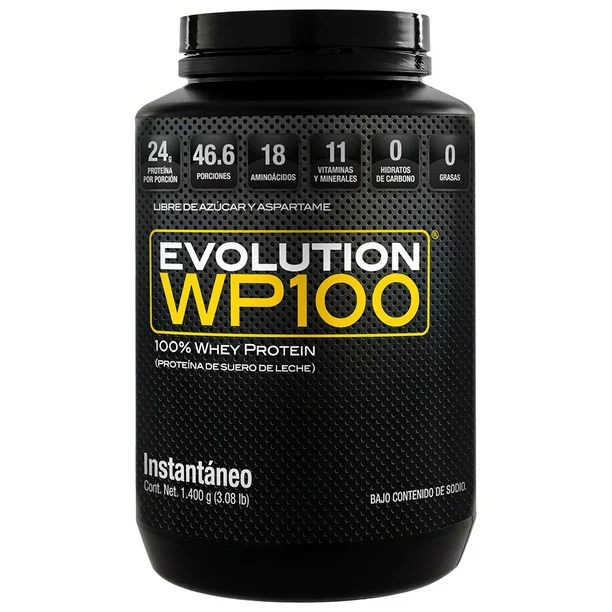 24g
PROTEÍNA
POR PORCIÓN
46.6
PORCIONES
18
AMINOÁCIDOS
11
VITAMINAS
Y MINERALES
0
HIDRATOS
DE CARBONO
0
GRASAS
LIBRE DE AZÚCAR Y ASPARTAME
EVOLUTION®
WP100
100% WHEY PROTEIN
(PROTEÍNA DE SUERO DE LECHE)
Instantáneo
Cont. Net. 1.400 g (3.08 lb)
BAJO CONTENIDO DE SODIO.